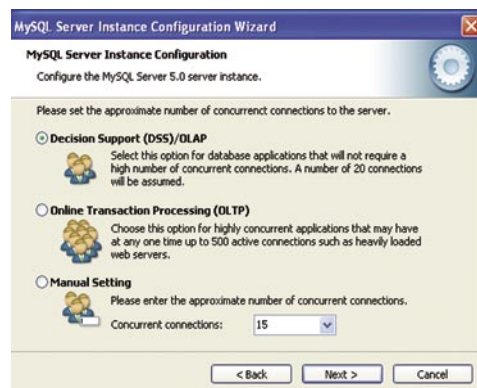 MySQL Server Instance Configuration Wizard
MySQL Server Instance Configuration
Configure the MySQL Server 5.0 server instance.
Please set the approximate number of concurrenct connections to the server.
Decision Support (DSS)/OLAP
Select this option for database applications that will not require a
high number of concurrent connections. A number of 20 connections
will be assumed.
Online Transaction Processing (OLTP)
Choose this option for highly concurrent applications that may have
at any one time up to 500 active connections such as heavily loaded
web servers.
Manual Setting
Please enter the approximate number of concurrent connections.
Concurrent connections: 15
< Back Next > Cancel